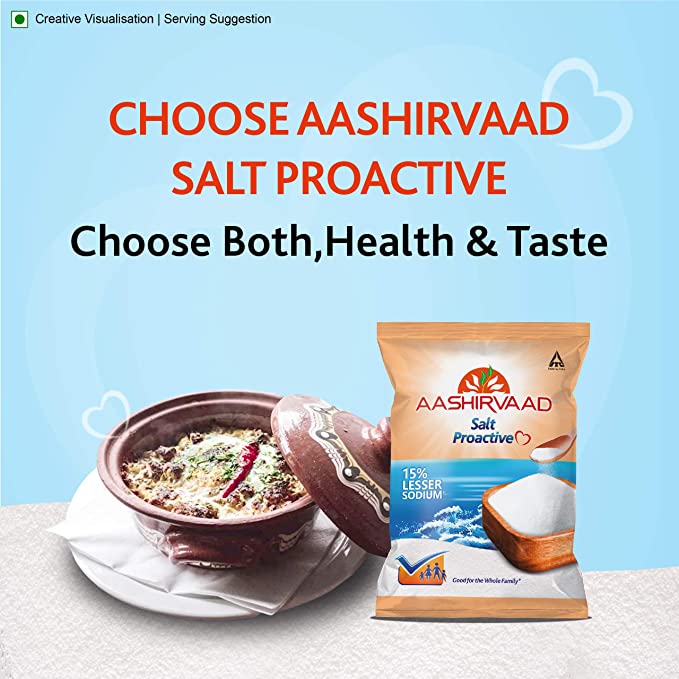 Creative Visualisation | Serving Suggestion
CHOOSE AASHIRVAAD
SALT PROACTIVE
Choose Both,Health & Taste
AASHIRVAAD
Salt
Proactive
15%
LESSER
SODIUM
Good for the Whole Family*